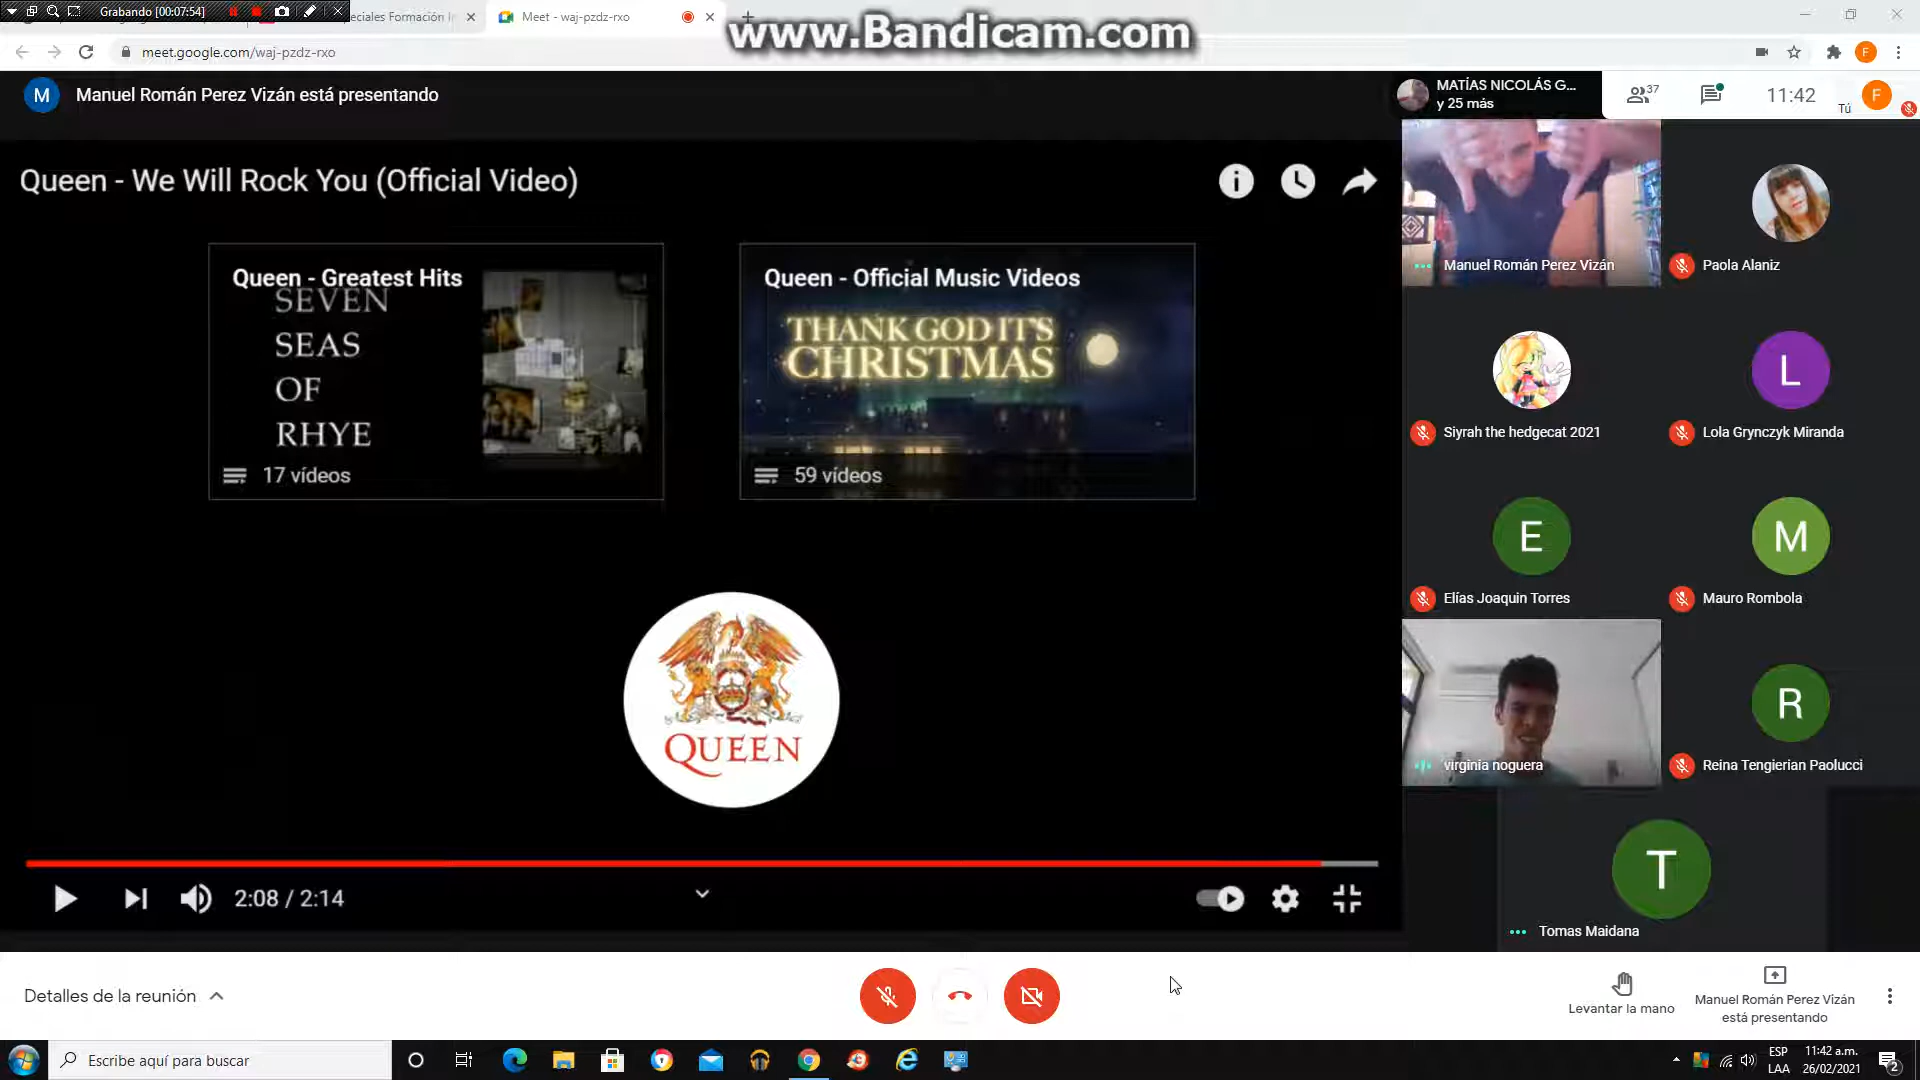 Grabando [00:07:54]
eciales Formación I
Meet - waj-pzdz-rxo
www.Bandicam.com
meet.google.com/waj-pzdz-rxo
F
M
Manuel Román Perez Vizán está presentando
MATÍAS NICOLÁS G...
y 25 más
37
11:42
Tú
F
Queen - We Will Rock You (Official Video)
Queen - Greatest Hits
SEVEN
SEAS
OF
RHYE
17 vídeos
Queen - Official Music Videos
THANK GOD IT'S
CHRISTMAS
59 vídeos
QUEEN
2:08 / 2:14
Manuel Román Perez Vizán
Paola Alaniz
Siyrah the hedgecat 2021
L
Lola Grynczyk Miranda
E
Elías Joaquin Torres
M
Mauro Rombola
virginia noguera
R
Reina Tengierian Paolucci
T
Tomas Maidana
Detalles de la reunión
Levantar la mano
Manuel Román Perez Vizán
está presentando
Escribe aquí para buscar
ESP
LAA
11:42 a.m.
26/02/2021
2